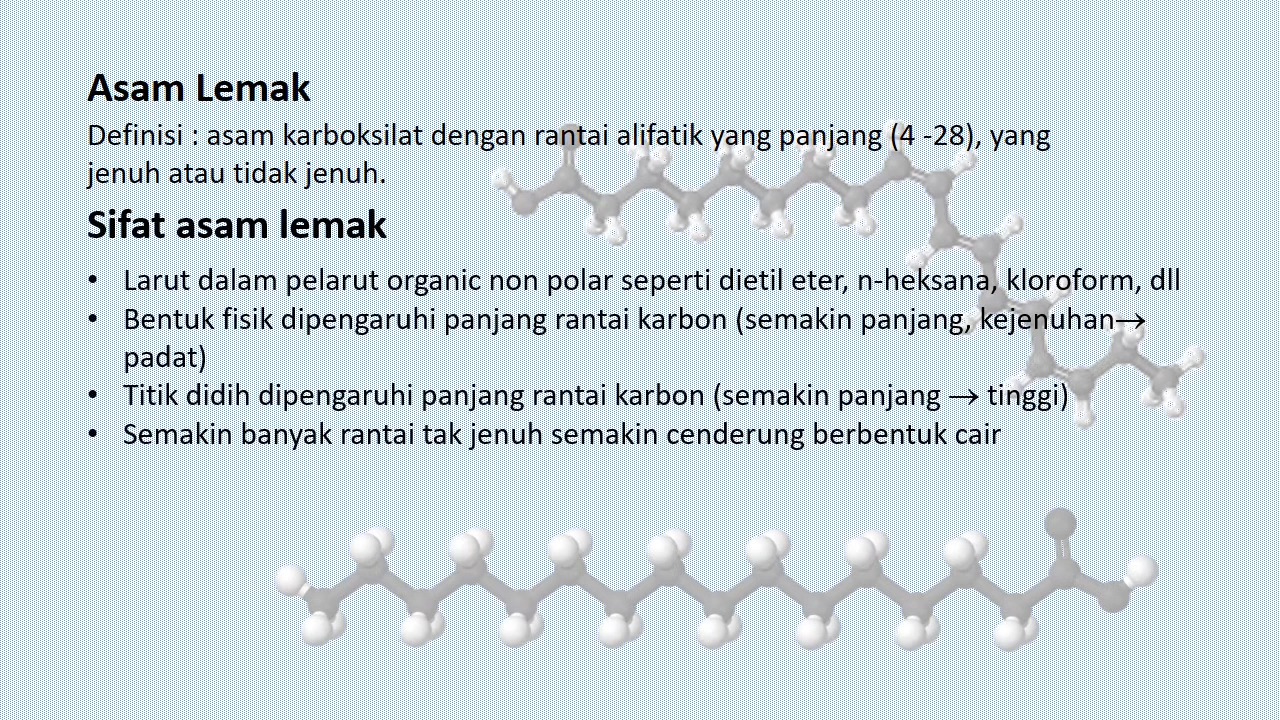 Asam Lemak
Definisi : asam karboksilat dengan rantai alifatik yang panjang (4 -28), yang
jenuh atau tidak jenuh.
Sifat asam lemak
• Larut dalam pelarut organic non polar seperti dietil eter, n-heksana, kloroform, dll
• Bentuk fisik dipengaruhi panjang rantai karbon (semakin panjang, kejenuhan→
padat)
• Titik didih dipengaruhi panjang rantai karbon (semakin panjang → tinggi)
• Semakin banyak rantai tak jenuh semakin cenderung berbentuk cair